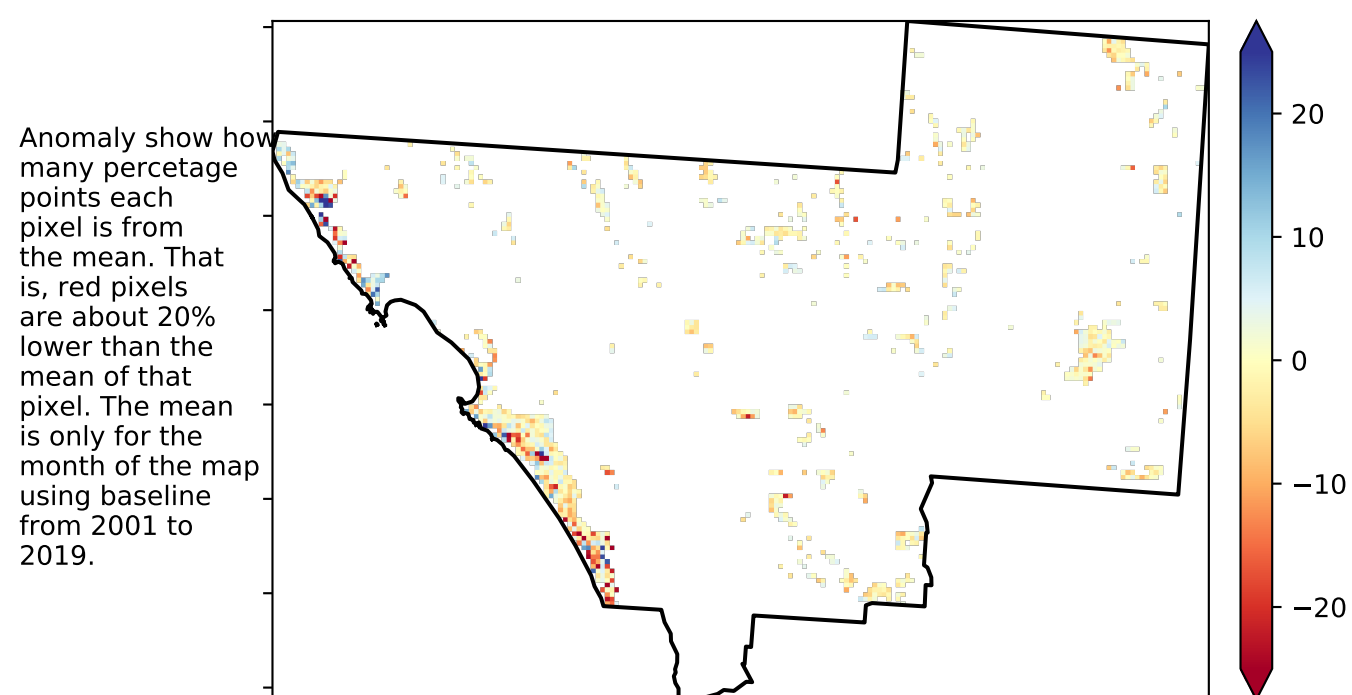 Anomaly show how
many percetage
points each
pixel is from
the mean. That
is, red pixels
are about 20%
lower than the
mean of that
pixel. The mean
is only for the
month of the map
using baseline
from 2001 to
2019.
20
10
0
−10
−20